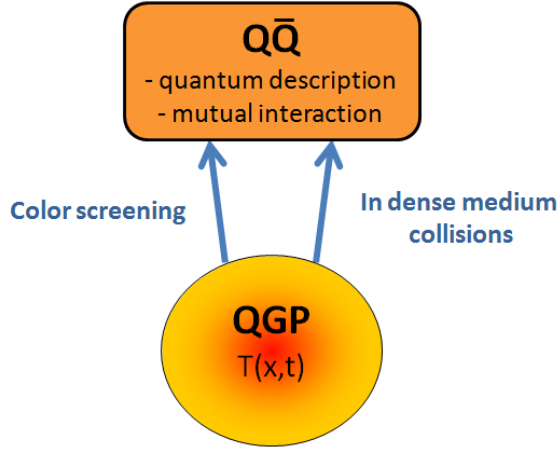 QQ̄
- quantum description
- mutual interaction
Color screening
In dense medium
collisions
QGP
T(x,t)